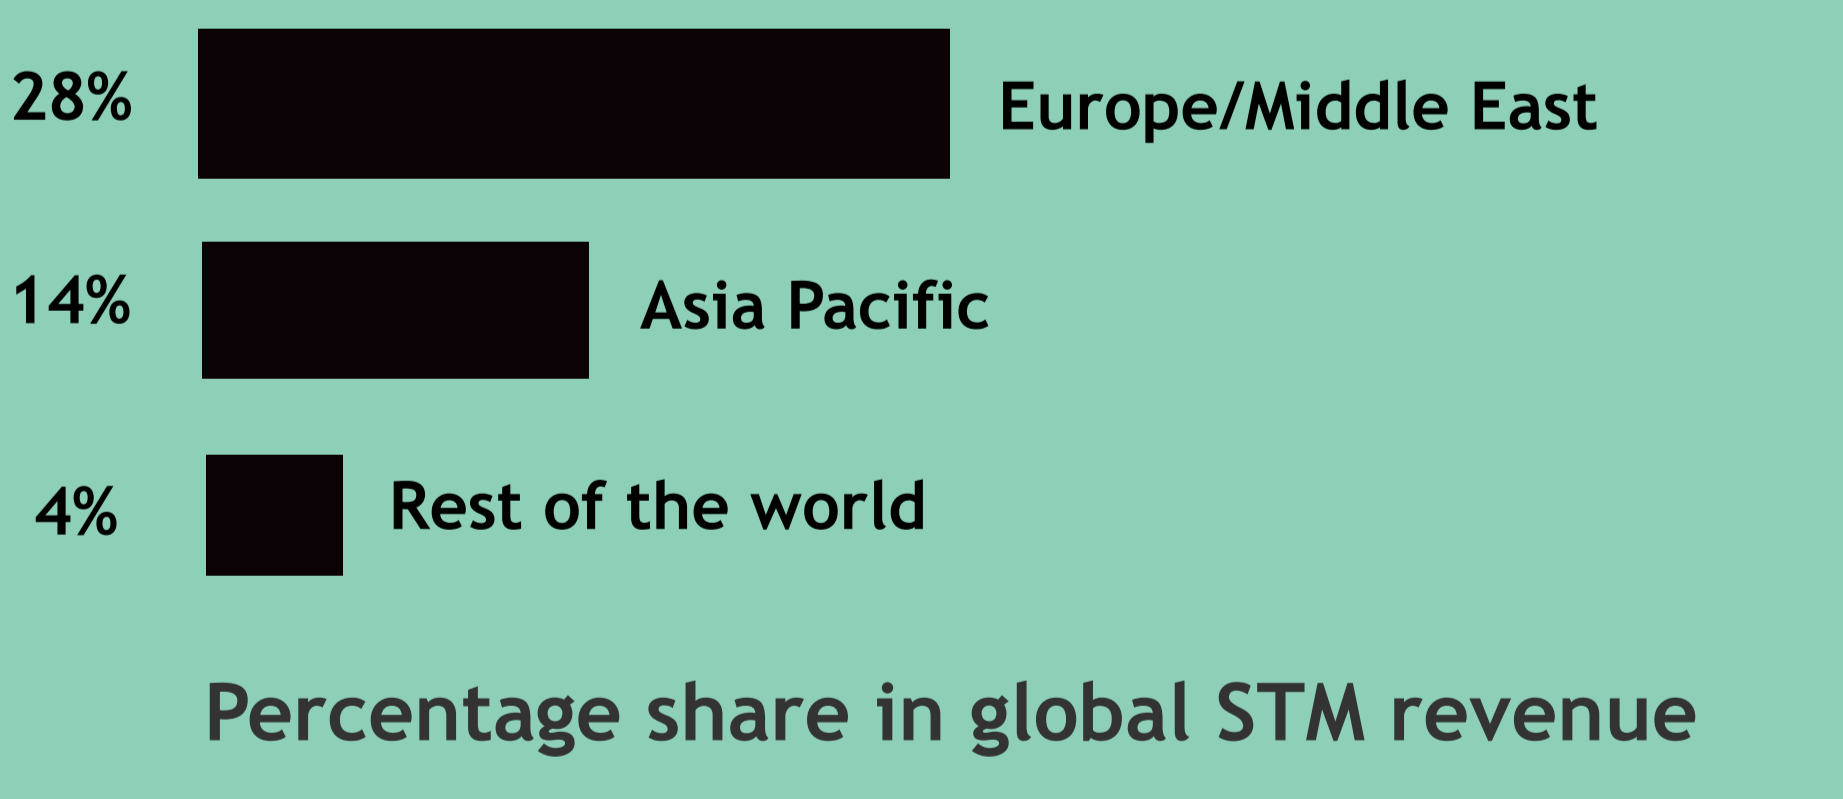 28% Europe/Middle East
14% Asia Pacific
4% Rest of the world
Percentage share in global STM revenue